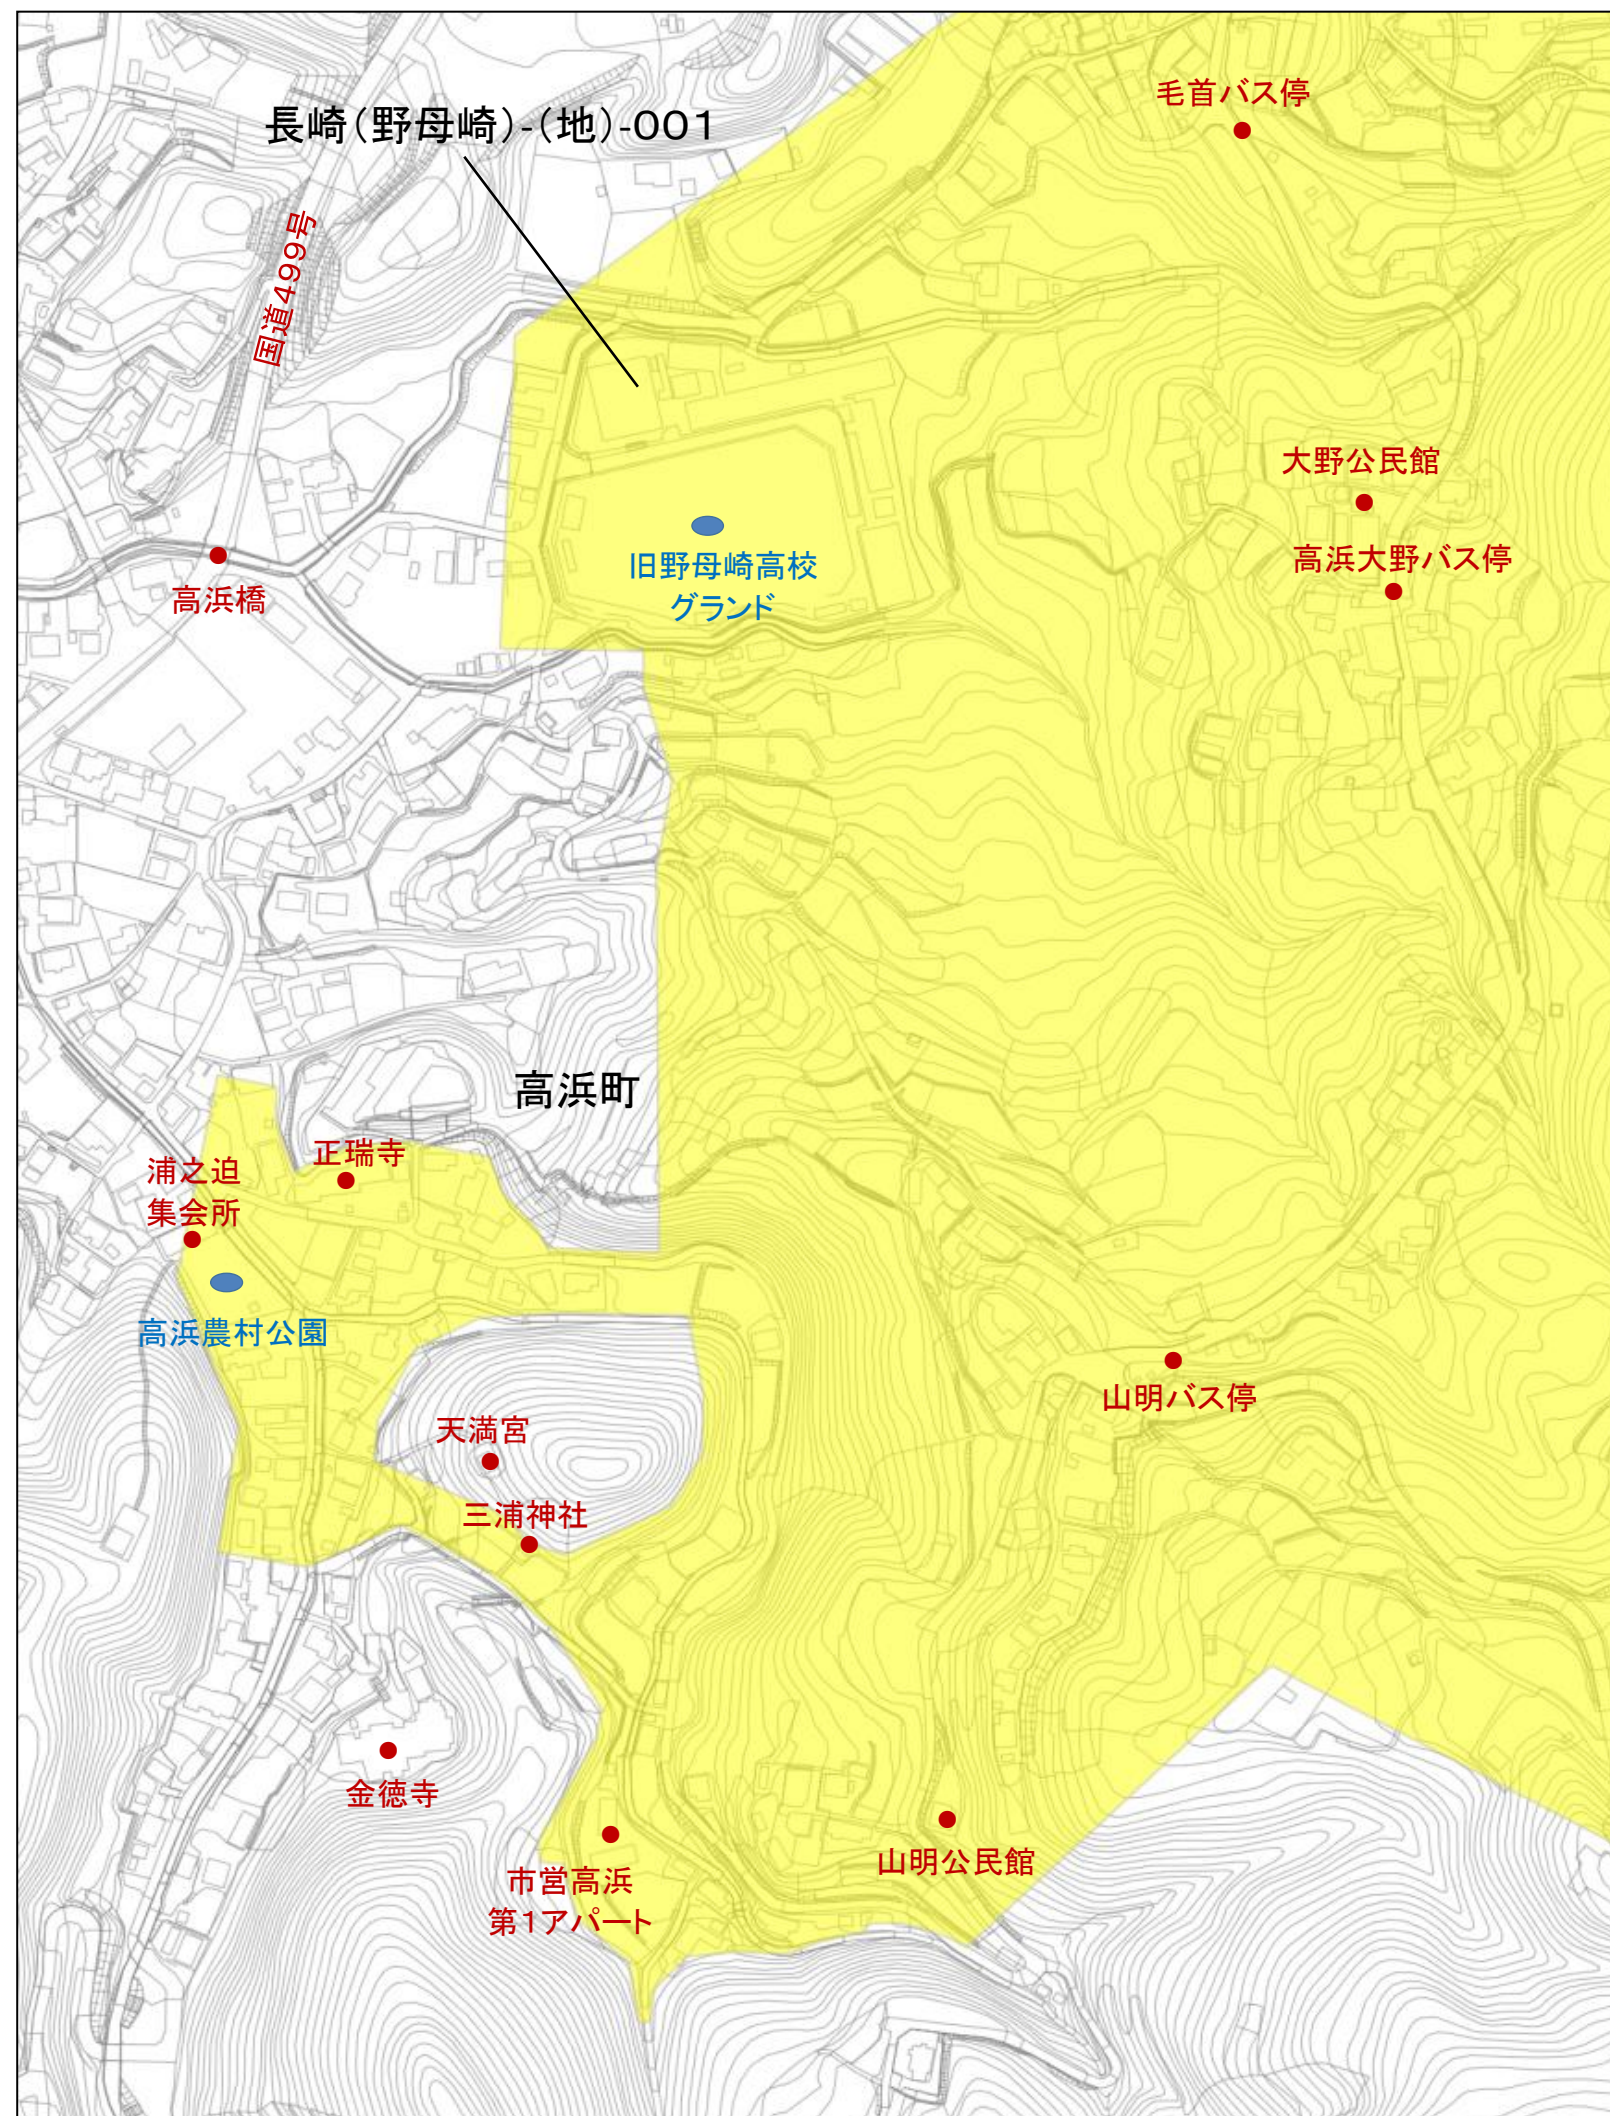 毛首バス停
長崎(野母崎)-(地)-001
国道499号
大野公民館
高浜大野バス停
旧野母崎高校
グランド
高浜橋
高浜町
正瑞寺
浦之迫
集会所
高浜農村公園
山明バス停
天満宮
三浦神社
金徳寺
山明公民館
市営高浜
第1アパート